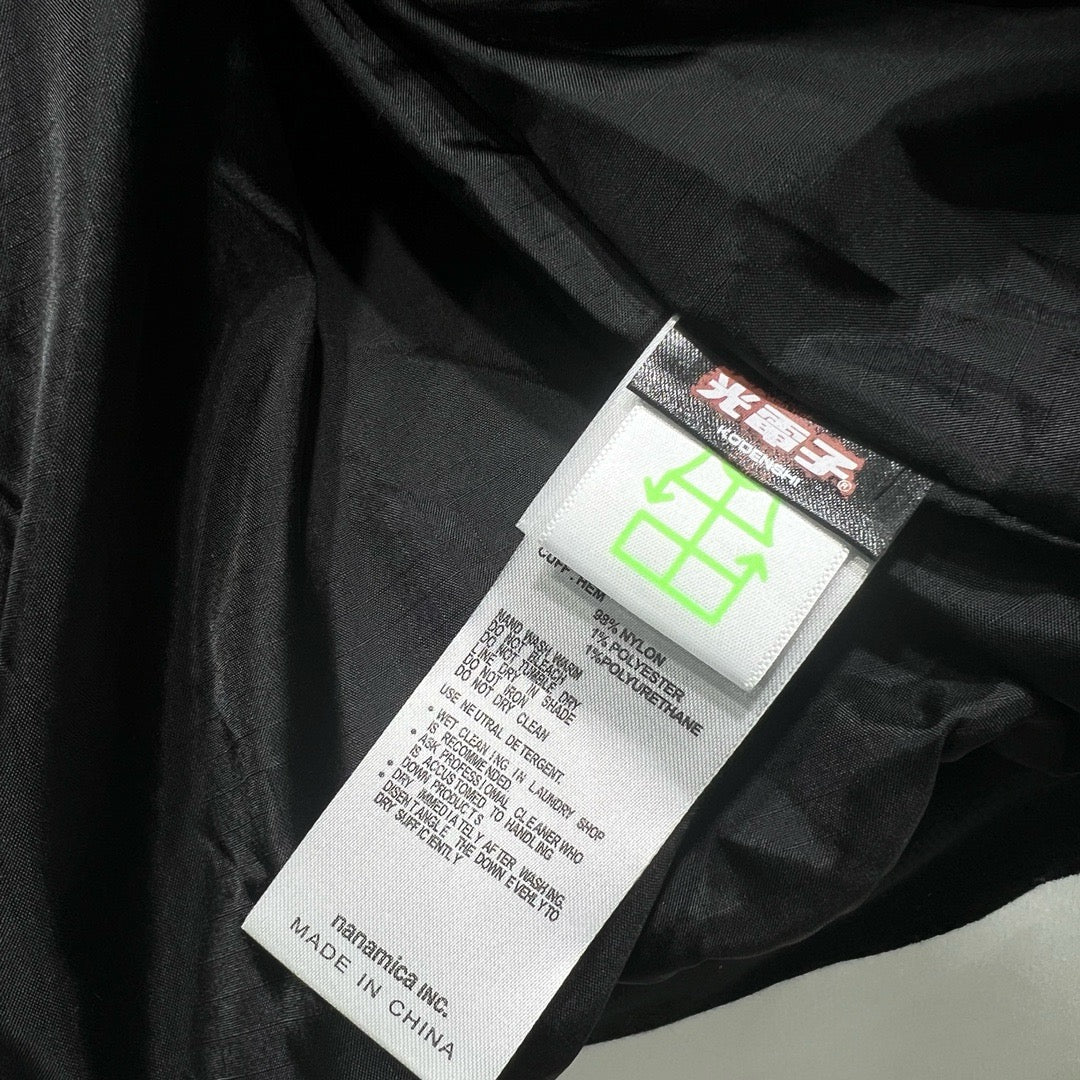 光電子®
KODENSHI
CUFF . HEM
98% NYLON
1% POLYESTER
1%POLYURETHANE
HAND WASH WARM
DO NOT BLEACH
DO NOT TUMBLE DRY
LINE DRY IN SHADE
DO NOT IRON
DO NOT DRY CLEAN
USE NEUTRAL DETERGENT.
• WET CLEANING IN LAUNDRY SHOP
IS RECOMMENDED
• ASK PROFESSIONAL CLEANER WHO
IS ACCUSTOMED TO HANDLING
• DOWN PRODUCTS
• DRY IMMEDIATELY AFTER WASHING.
DISENTANGLE THE DOWN EVEHLY TO
DRY SUFFICIENTLY
nanamica INC.
MADE IN CHINA